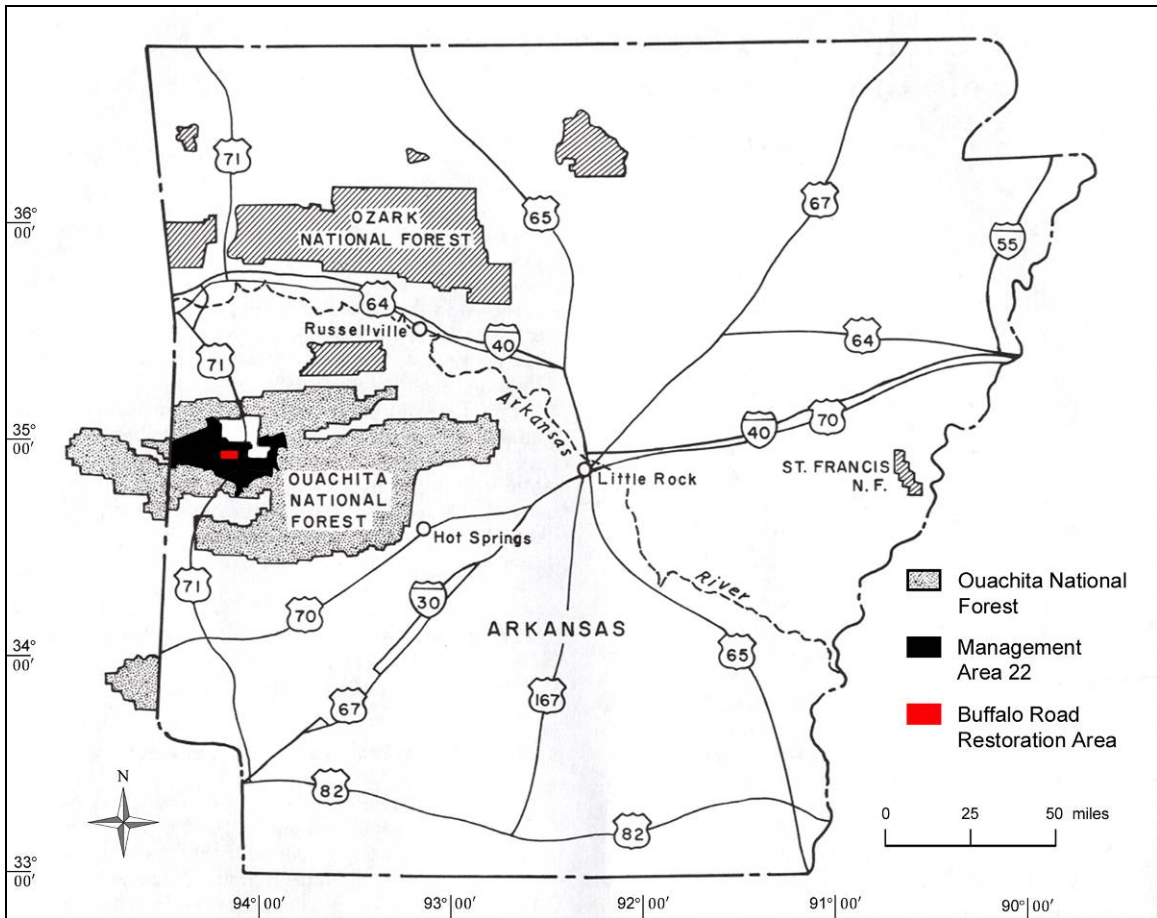 71
65
67
55
36°
00'
OZARK
NATIONAL FOREST
64
Russellville
40
64
71
Arkansas
40
70
35°
00'
Little Rock
ST. FRANCIS
N. F.
OUACHITA
NATIONAL
FOREST
Hot Springs
River
71
70
30
ARKANSAS
65
34°
00'
67
167
Ouachita National
Forest
Management
Area 22
Buffalo Road
Restoration Area
N
82
82
0 25 50 miles
33°
00'
94°00' 93°00' 92°00' 91°00' 90°00'